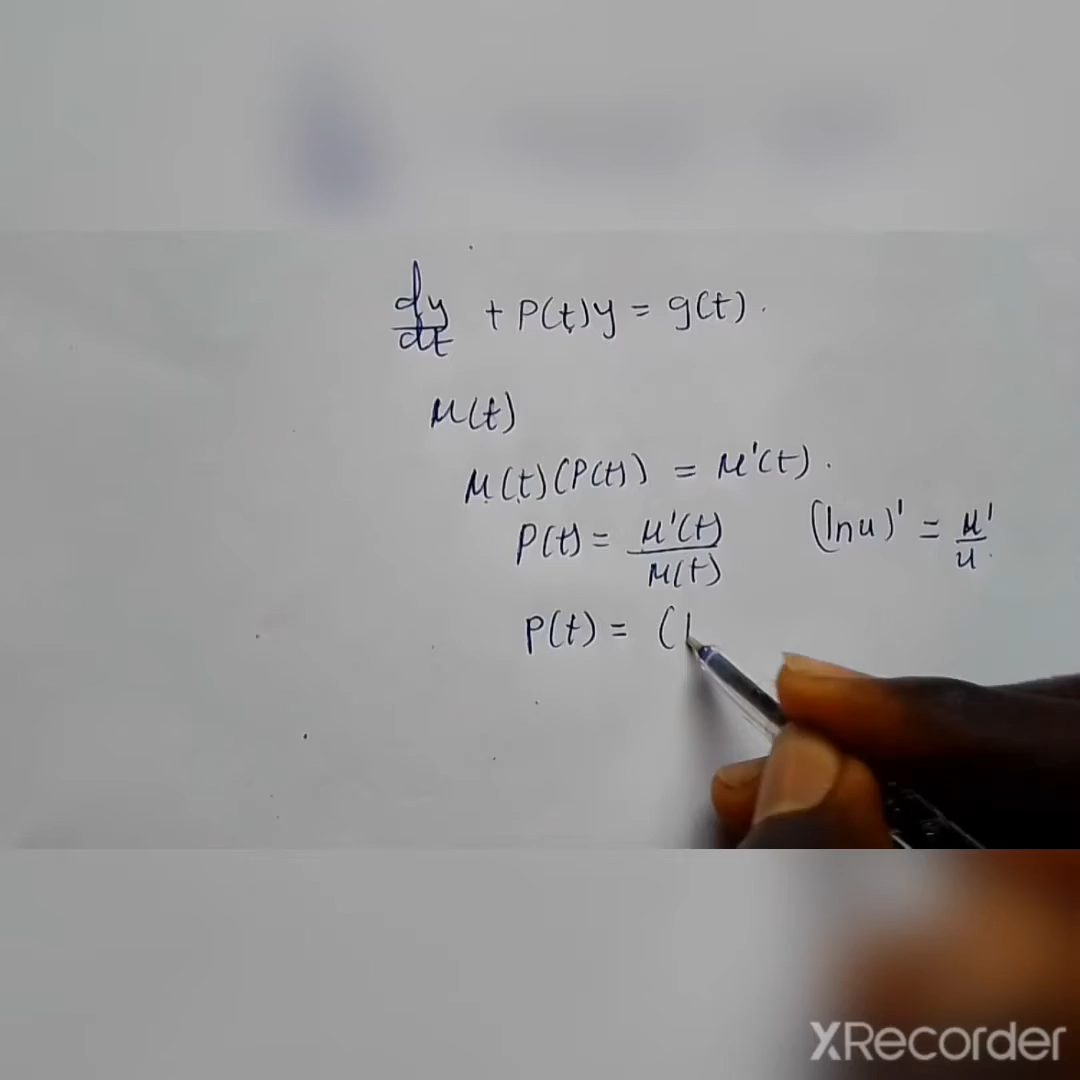 dy/dt + P(t)y = g(t).
μ(t)
μ(t)(P(t)) = μ'(t).
P(t) = μ'(t)/μ(t)   (ln u)' = μ'/u
P(t) = (l
XRecorder